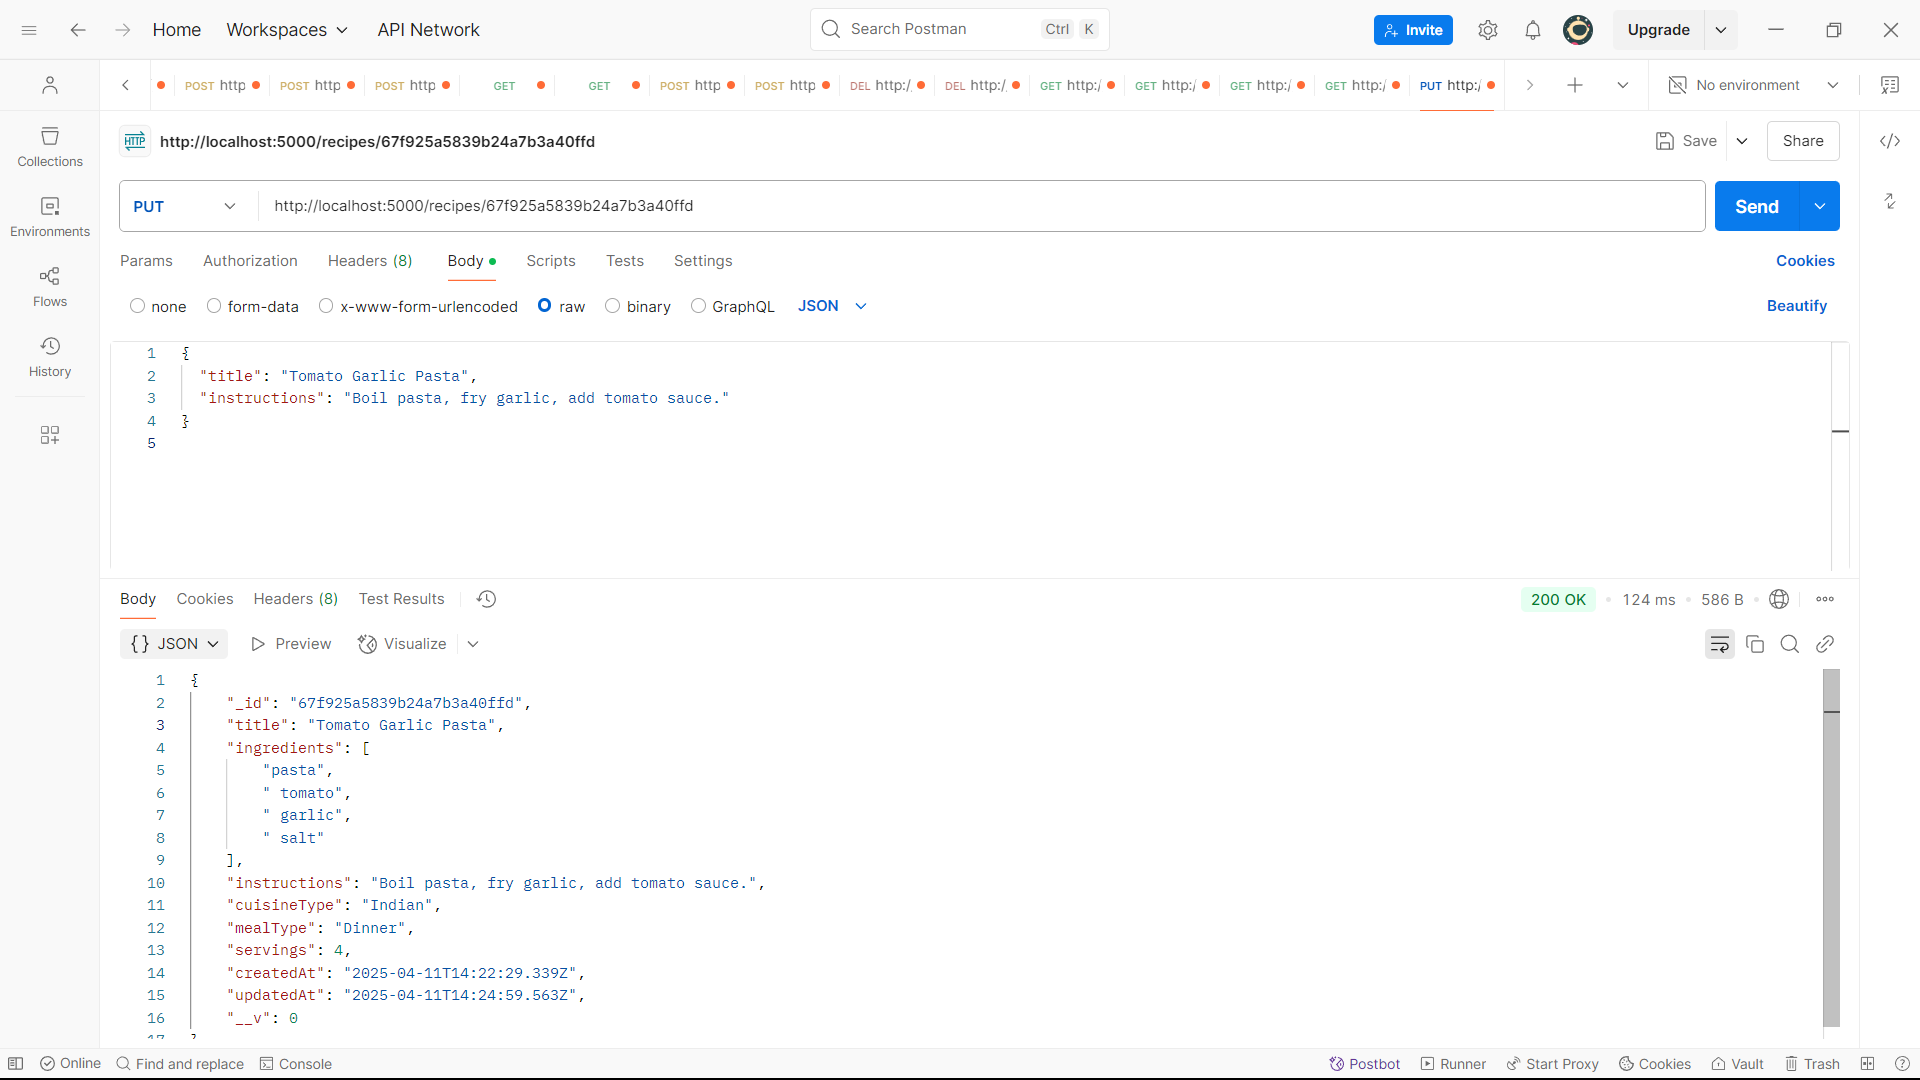 Home Workspaces API Network Search Postman Ctrl K Invite Upgrade
POST http POST http POST http GET GET POST http POST http DEL http:/ DEL http:/ GET http:/ GET http:/ GET http:/ GET http:/ PUT http:/ No environment
HTTP http://localhost:5000/recipes/67f925a5839b24a7b3a40ffd Save Share
Collections
Environments
Flows
History
PUT http://localhost:5000/recipes/67f925a5839b24a7b3a40ffd Send
Params Authorization Headers (8) Body Scripts Tests Settings Cookies
none form-data x-www-form-urlencoded raw binary GraphQL JSON Beautify
1 {
2 "title": "Tomato Garlic Pasta",
3 "instructions": "Boil pasta, fry garlic, add tomato sauce."
4 }
5
Body Cookies Headers (8) Test Results 200 OK 124 ms 586 B
{} JSON Preview Visualize
1 {
2 "_id": "67f925a5839b24a7b3a40ffd",
3 "title": "Tomato Garlic Pasta",
4 "ingredients": [
5 "pasta",
6 " tomato",
7 " garlic",
8 " salt"
9 ],
10 "instructions": "Boil pasta, fry garlic, add tomato sauce.",
11 "cuisineType": "Indian",
12 "mealType": "Dinner",
13 "servings": 4,
14 "createdAt": "2025-04-11T14:22:29.339Z",
15 "updatedAt": "2025-04-11T14:24:59.563Z",
16 "__v": 0
17 }
Online Find and replace Console Postbot Runner Start Proxy Cookies Vault Trash